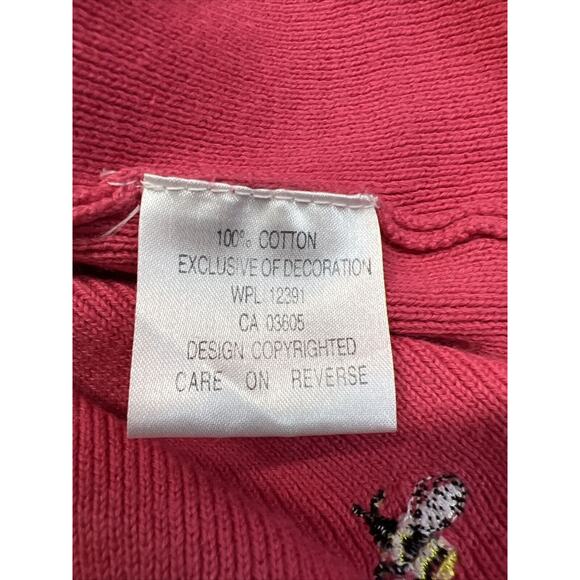 100% COTTON
EXCLUSIVE OF DECORATION
WPL 12391
CA 03605
DESIGN COPYRIGHTED
CARE ON REVERSE